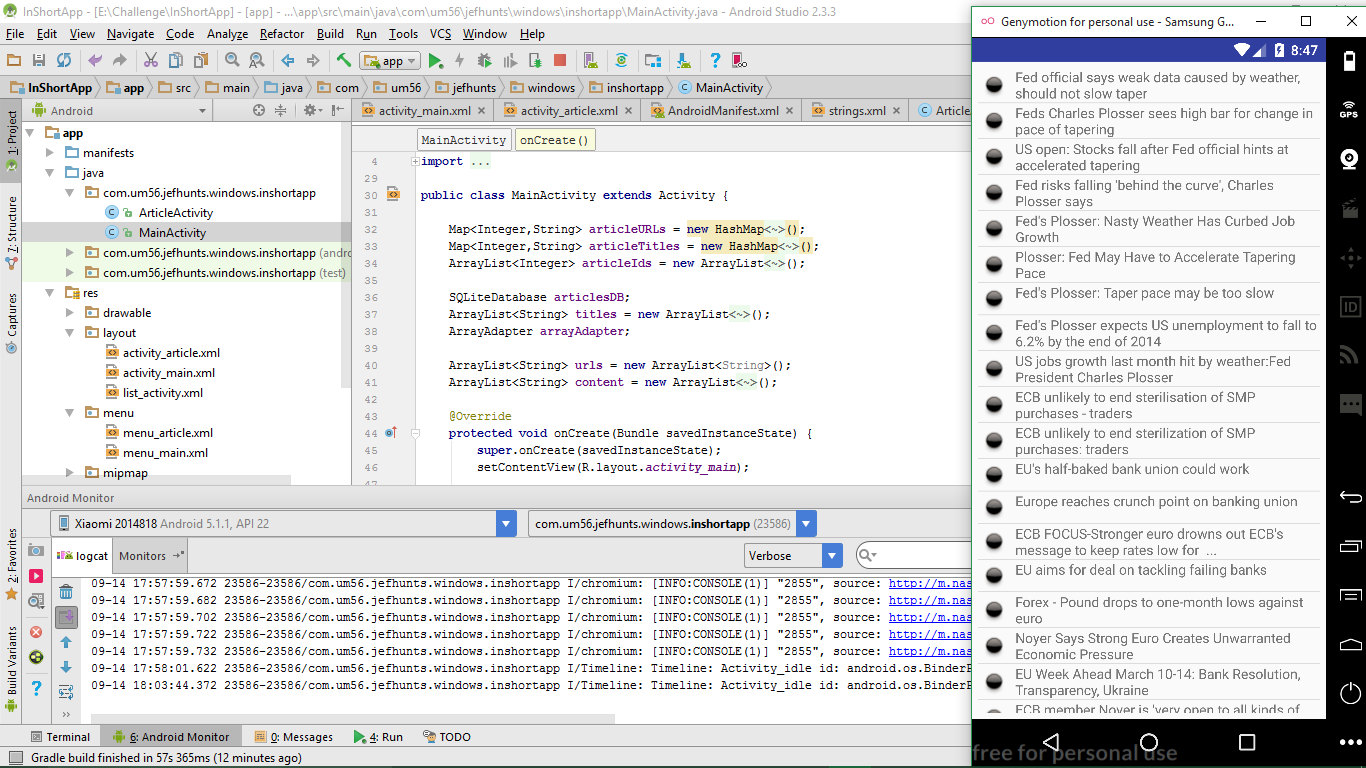 InShortApp - [E:\Challenge\InShortApp] - [app] - ...\app\src\main\java\com\um56\jefhunts\windows\inshortapp\MainActivity.java - Android Studio 2.3.3
File Edit View Navigate Code Analyze Refactor Build Run Tools VCS Window Help
app
InShortApp app src main java com um56 jefhunts windows inshortapp MainActivity
Android
activity_main.xml activity_article.xml AndroidManifest.xml strings.xml Article
1: Project
7: Structure
Captures
2: Favorites
Build Variants
app
manifests
java
com.um56.jefhunts.windows.inshortapp
ArticleActivity
MainActivity
com.um56.jefhunts.windows.inshortapp (andro
com.um56.jefhunts.windows.inshortapp (test)
res
drawable
layout
activity_article.xml
activity_main.xml
list_activity.xml
menu
menu_article.xml
menu_main.xml
mipmap
MainActivity onCreate()
4 import ...
29
30 public class MainActivity extends Activity {
31
32 Map<Integer,String> articleURLs = new HashMap<~>();
33 Map<Integer,String> articleTitles = new HashMap<~>();
34 ArrayList<Integer> articleIds = new ArrayList<~>();
35
36 SQLiteDatabase articlesDB;
37 ArrayList<String> titles = new ArrayList<~>();
38 ArrayAdapter arrayAdapter;
39
40 ArrayList<String> urls = new ArrayList<String>();
41 ArrayList<String> content = new ArrayList<~>();
42
43 @Override
44 protected void onCreate(Bundle savedInstanceState) {
45 super.onCreate(savedInstanceState);
46 setContentView(R.layout.activity_main);
47
Android Monitor
Xiaomi 2014818 Android 5.1.1, API 22
com.um56.jefhunts.windows.inshortapp (23586)
logcat Monitors
Verbose
09-14 17:57:59.672 23586-23586/com.um56.jefhunts.windows.inshortapp I/chromium: [INFO:CONSOLE(1)] "2855", source: http://m.nas
09-14 17:57:59.682 23586-23586/com.um56.jefhunts.windows.inshortapp I/chromium: [INFO:CONSOLE(1)] "2855", source: http://m.nas
09-14 17:57:59.702 23586-23586/com.um56.jefhunts.windows.inshortapp I/chromium: [INFO:CONSOLE(1)] "2855", source: http://m.nas
09-14 17:57:59.722 23586-23586/com.um56.jefhunts.windows.inshortapp I/chromium: [INFO:CONSOLE(1)] "2855", source: http://m.nas
09-14 17:57:59.732 23586-23586/com.um56.jefhunts.windows.inshortapp I/chromium: [INFO:CONSOLE(1)] "2855", source: http://m.nas
09-14 17:58:01.622 23586-23586/com.um56.jefhunts.windows.inshortapp I/Timeline: Timeline: Activity_idle id: android.os.BinderP
09-14 18:03:44.372 23586-23586/com.um56.jefhunts.windows.inshortapp I/Timeline: Timeline: Activity_idle id: android.os.BinderP
Terminal 6: Android Monitor 0: Messages 4: Run TODO
Gradle build finished in 57s 365ms (12 minutes ago)
Genymotion for personal use - Samsung G...
8:47
Fed official says weak data caused by weather,
should not slow taper
Feds Charles Plosser sees high bar for change in
pace of tapering
US open: Stocks fall after Fed official hints at
accelerated tapering
Fed risks falling 'behind the curve', Charles
Plosser says
Fed's Plosser: Nasty Weather Has Curbed Job
Growth
Plosser: Fed May Have to Accelerate Tapering
Pace
Fed's Plosser: Taper pace may be too slow
Fed's Plosser expects US unemployment to fall to
6.2% by the end of 2014
US jobs growth last month hit by weather:Fed
President Charles Plosser
ECB unlikely to end sterilisation of SMP
purchases - traders
ECB unlikely to end sterilization of SMP
purchases: traders
EU's half-baked bank union could work
Europe reaches crunch point on banking union
ECB FOCUS-Stronger euro drowns out ECB's
message to keep rates low for ...
EU aims for deal on tackling failing banks
Forex - Pound drops to one-month lows against
euro
Noyer Says Strong Euro Creates Unwarranted
Economic Pressure
EU Week Ahead March 10-14: Bank Resolution,
Transparency, Ukraine
ECB member Noyer is 'very open to all kinds of
free for personal use
GPS
ID